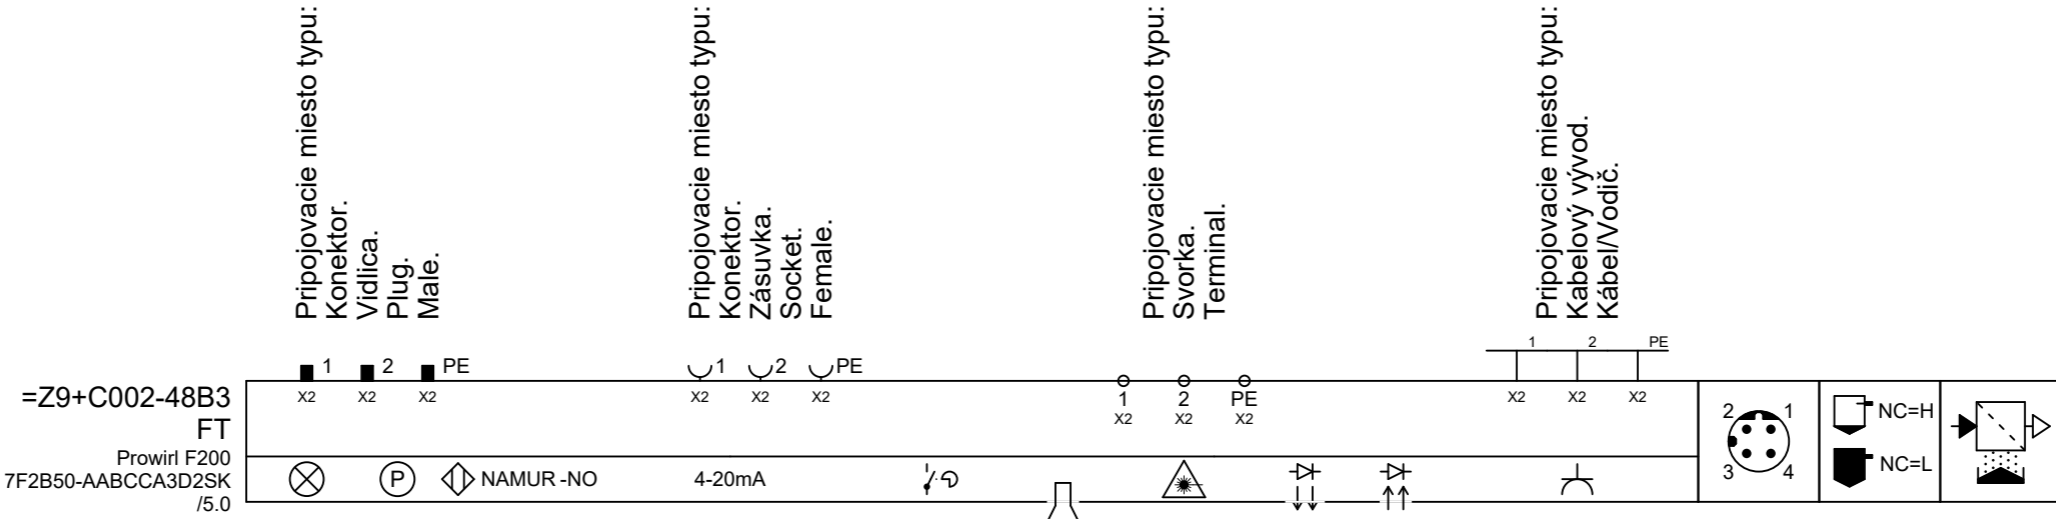 Pripojovacie miesto typu:
Konektor.
Vidlica.
Plug.
Male.
Pripojovacie miesto typu:
Konektor.
Zásuvka.
Socket.
Female.
Pripojovacie miesto typu:
Svorka.
Terminal.
Pripojovacie miesto typu:
Kabelový vývod.
Kábel/Vodič.
1 2 PE
X2 X2 X2
1 2 PE
X2 X2 X2
1 2 PE
X2 X2 X2
1 2 PE
X2 X2 X2
=Z9+C002-48B3
FT
Prowirl F200
7F2B50-AABCCA3D2SK
/5.0
P
NAMUR -NO
4-20mA
2 1
3 4
NC=H
NC=L